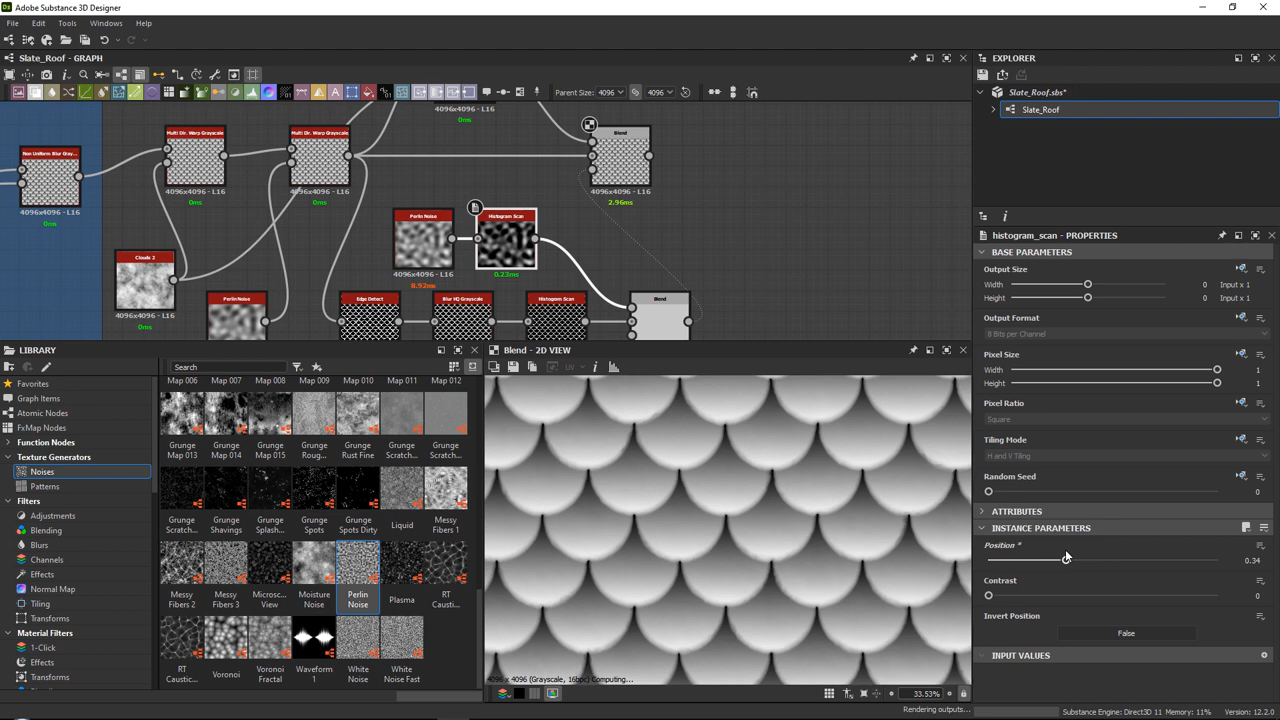 Adobe Substance 3D Designer
File Edit Tools Windows Help
Slate_Roof - GRAPH
Parent Size: 4096 4096
4096x4096 - L16
0ms
Multi Dir. Warp Grayscale
4096x4096 - L16
0ms
Multi Dir. Warp Grayscale
4096x4096 - L16
0ms
Blend
4096x4096 - L16
2.96ms
Non Uniform Blur Gray...
4096x4096 - L16
0ms
Perlin Noise
4096x4096 - L16
8.92ms
Histogram Scan
0.23ms
Clouds 2
4096x4096 - L16
0ms
Perlin Noise
Edge Detect
Blur HQ Grayscale
Histogram Scan
Blend
EXPLORER
Slate_Roof.sbs*
Slate_Roof
histogram_scan - PROPERTIES
BASE PARAMETERS
Output Size
Width 0 Input x 1
Height 0 Input x 1
Output Format
8 Bits per Channel
Pixel Size
Width 1
Height 1
Pixel Ratio
Square
Tiling Mode
H and V Tiling
Random Seed
0
ATTRIBUTES
INSTANCE PARAMETERS
Position *
0.34
Contrast
0
Invert Position
False
INPUT VALUES
LIBRARY
Search
Favorites
Graph Items
Atomic Nodes
FxMap Nodes
Function Nodes
Texture Generators
Noises
Patterns
Filters
Adjustments
Blending
Blurs
Channels
Effects
Normal Map
Tiling
Transforms
Material Filters
1-Click
Effects
Transforms
Map 006 Map 007 Map 008 Map 009 Map 010 Map 011 Map 012
Grunge Map 013 Grunge Map 014 Grunge Map 015 Grunge Roug... Grunge Rust Fine Grunge Scratch... Grunge Scratch...
Grunge Scratch... Grunge Shavings Grunge Splash... Grunge Spots Grunge Spots Dirty Liquid Messy Fibers 1
Messy Fibers 2 Messy Fibers 3 Microsc... View Moisture Noise Perlin Noise Plasma RT Causti...
RT Caustic... Voronoi Voronoi Fractal Waveform 1 White Noise White Noise Fast
Blend - 2D VIEW
UV
4096 x 4096 (Grayscale, 16bpc) Computing...
33.53%
Rendering outputs...
Substance Engine: Direct3D 11 Memory: 11% Version: 12.2.0